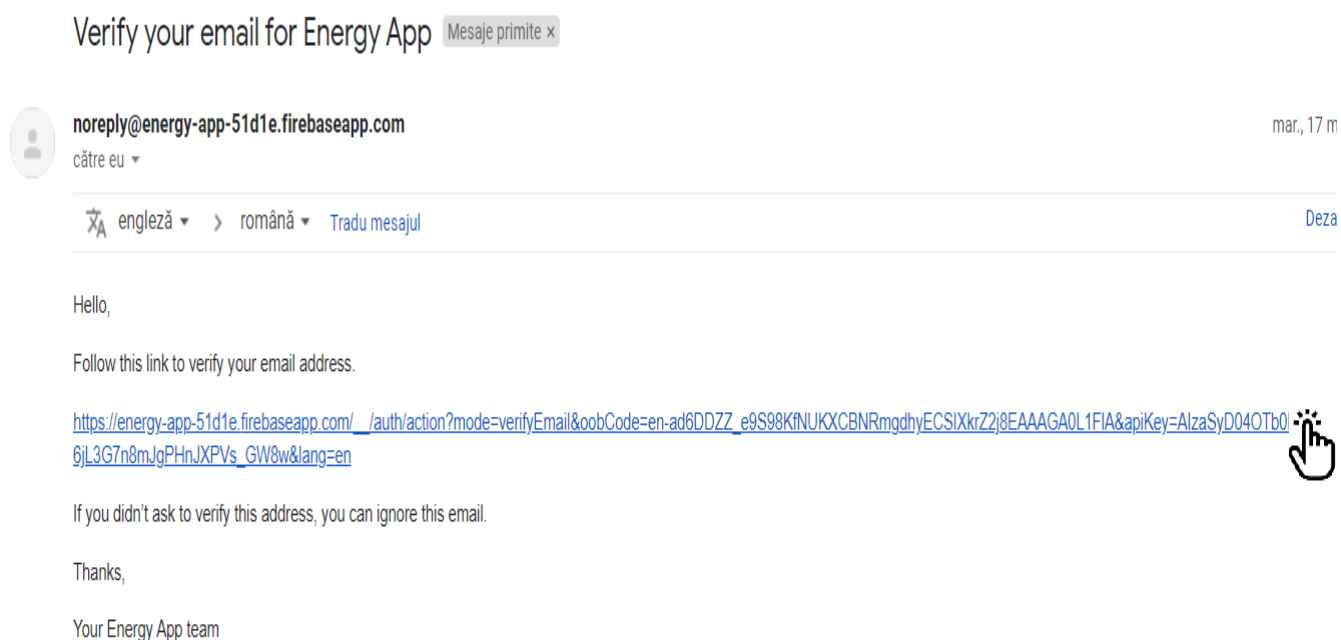 Verify your email for Energy App Mesaje primite ×
noreply@energy-app-51d1e.firebaseapp.com mar., 17 m
către eu
engleză > română Tradu mesajul Deza
Hello,
Follow this link to verify your email address.
https://energy-app-51d1e.firebaseapp.com/__/auth/action?mode=verifyEmail&oobCode=en-ad6DDZZ_e9S98KfNUKXCBNRmgdhyECSIXkrZ2j8EAAAGA0L1FIA&apiKey=AIzaSyD04OTb0
6jL3G7n8mJgPHnJXPVs_GW8w&lang=en
If you didn’t ask to verify this address, you can ignore this email.
Thanks,
Your Energy App team